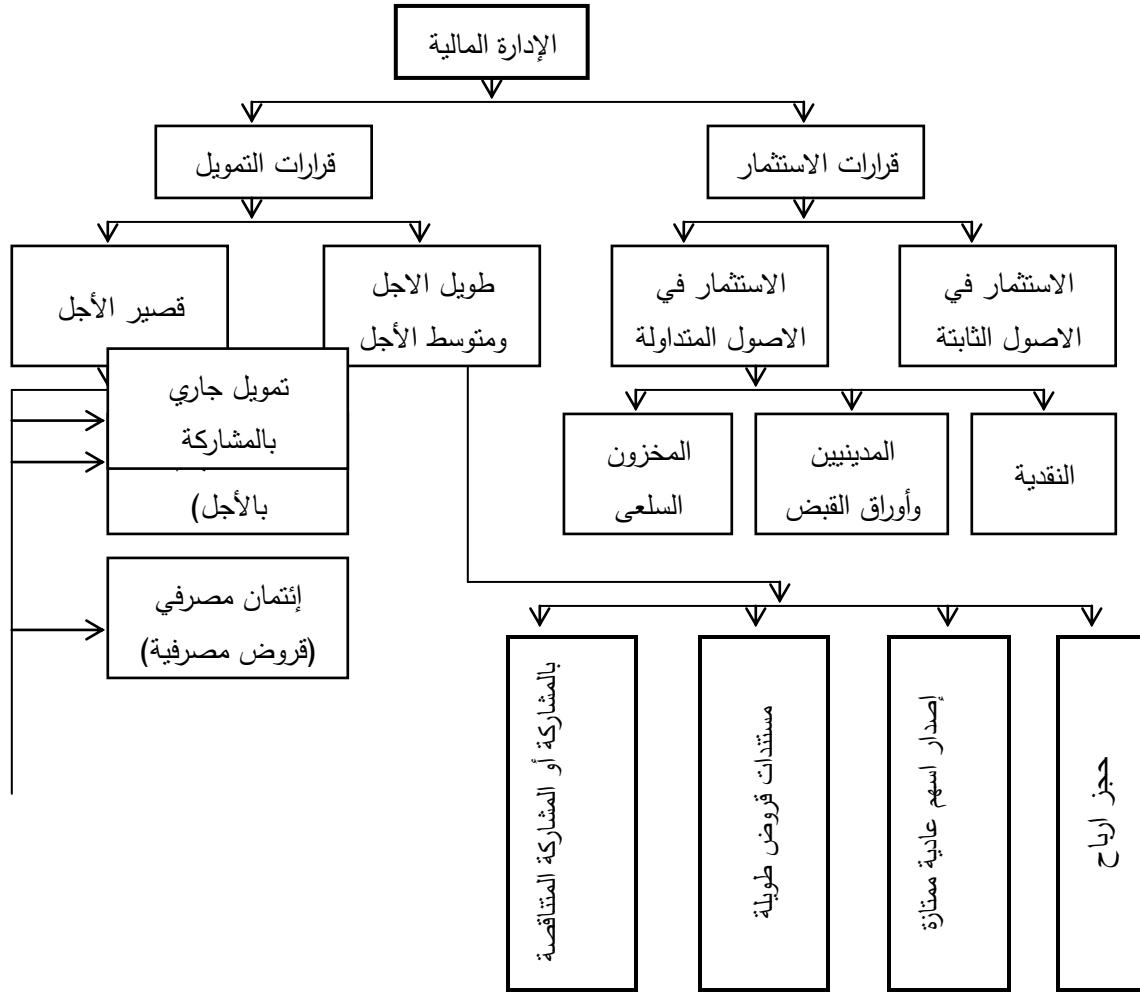 الإدارة المالية
قرارات الاستثمار
قرارات التمويل
الاستثمار في
الاصول الثابتة
الاستثمار في
الاصول المتداولة
طويل الاجل
ومتوسط الأجل
قصير الأجل
النقدية
المدينيين
وأوراق القبض
المخزون
السلعى
تمويل جاري
بالمشاركة
بالأجل)
إئتمان مصرفي
(قروض مصرفية)
حجز ارباح
إصدار اسهم عادية ممتازة
مستندات قروض طويلة
بالمشاركة أو المشاركة المتناقصة